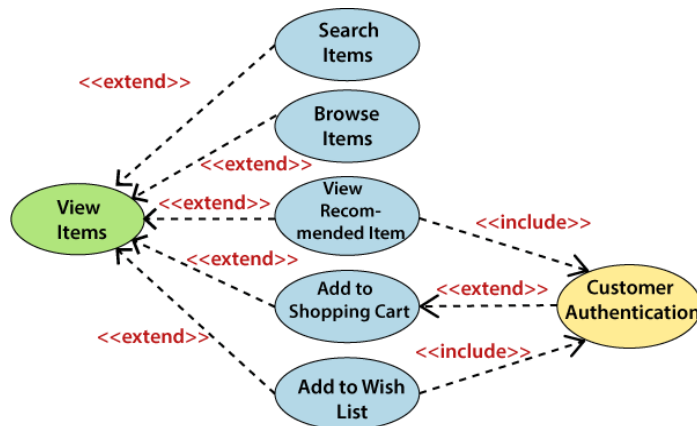 Search
Items
<<extend>>
Browse
Items
<<extend>>
View
Recom-
mended Item
<<extend>>
View
Items
<<include>>
<<extend>>
Add to
Shopping Cart
<<extend>>
Customer
Authentication
<<extend>>
<<include>>
Add to Wish
List